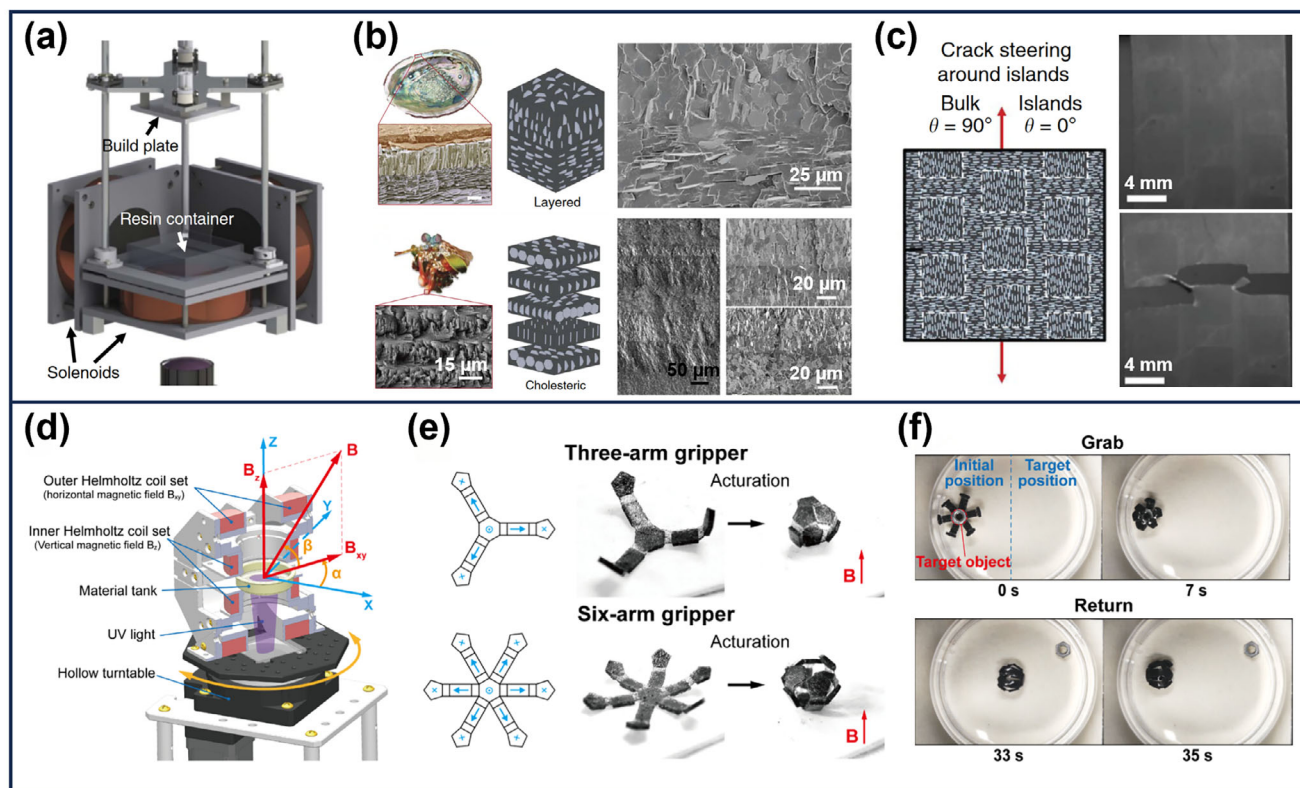 (a)
Build plate
Resin container
Solenoids
(b)
Layered
25 µm
15 µm
Cholesteric
50 µm
20 µm
20 µm
(c)
Crack steering
around islands
Bulk Islands
θ = 90° θ = 0°
4 mm
4 mm
(d)
Z
B
Bz
Outer Helmholtz coil set
(horizontal magnetic field Bxy)
Y
Inner Helmholtz coil set
(Vertical magnetic field Bz)
β
Bxy
Material tank
α
X
UV light
Hollow turntable
(e)
Three-arm gripper
Acturation
B
Six-arm gripper
Acturation
B
(f)
Grab
Initial Target
position position
Target object
0 s 7 s
Return
33 s 35 s